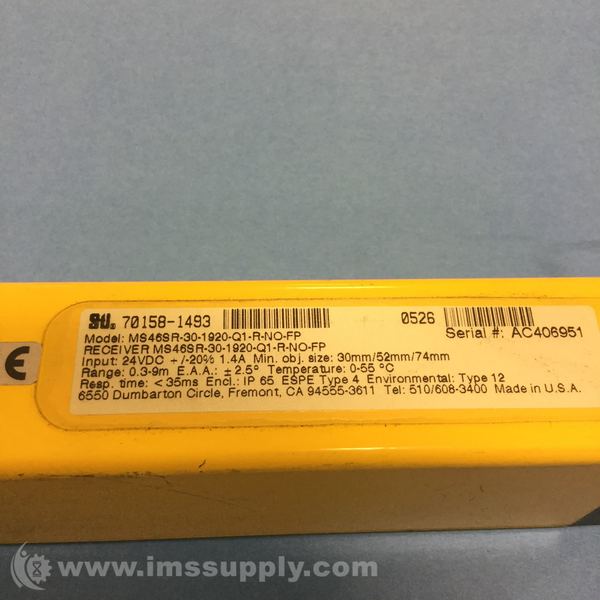 Sti. 70158-1493 0526
Serial #: AC406951
Model: MS46SR-30-1920-Q1-R-NO-FP
RECEIVER MS46SR-30-1920-Q1-R-NO-FP
Input: 24VDC + /-20% 1.4A Min. obj. size: 30mm/52mm/74mm
Range: 0.3-9m E.A.A.: ± 2.5° Temperature: 0-55 °C
Resp. time: < 35ms Encl.: IP 65 ESPE Type 4 Environmental: Type 12
6550 Dumbarton Circle, Fremont, CA 94555-3611 Tel: 510/608-3400 Made in U.S.A.
CE
www.imssupply.com